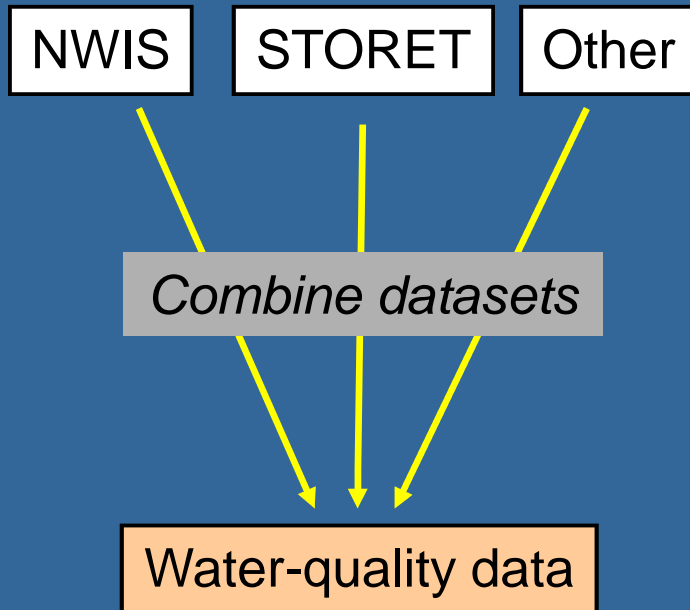 NWIS STORET Other
Combine datasets
Water-quality data